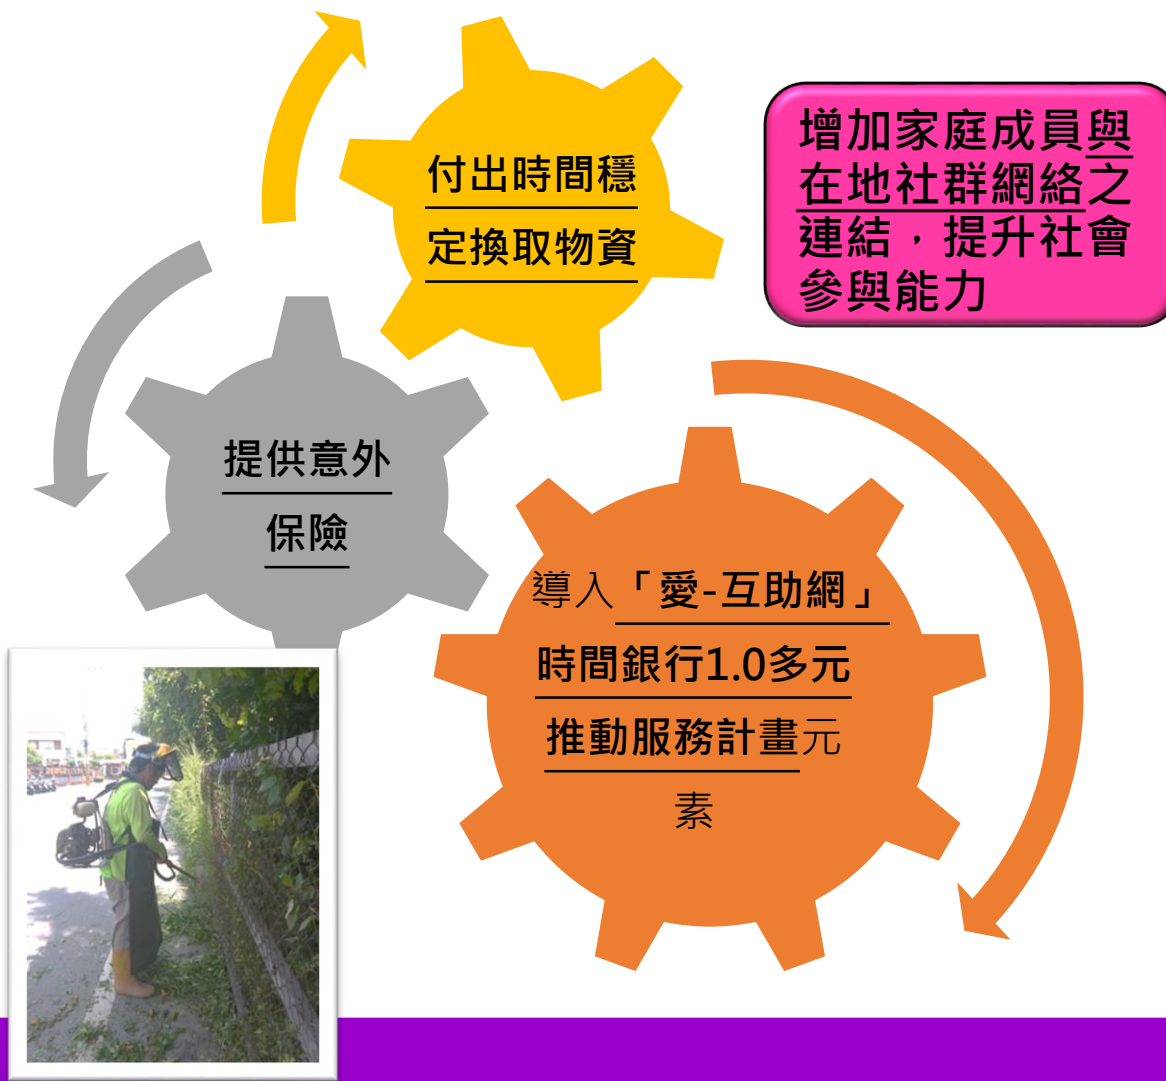 付出時間穩
定換取物資
增加家庭成員與
在地社群網絡之
連結，提升社會
參與能力
提供意外
保險
導入「愛-互助網」
時間銀行1.0多元
推動服務計畫元
素